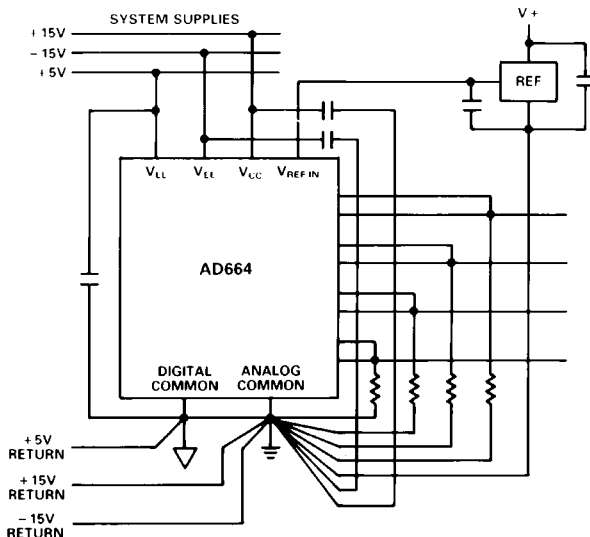 SYSTEM SUPPLIES
+ 15V
- 15V
+ 5V
V+
REF
VLL
VEE
VCC
VREF IN
AD664
DIGITAL
COMMON
ANALOG
COMMON
+ 5V
RETURN
+ 15V
RETURN
- 15V
RETURN